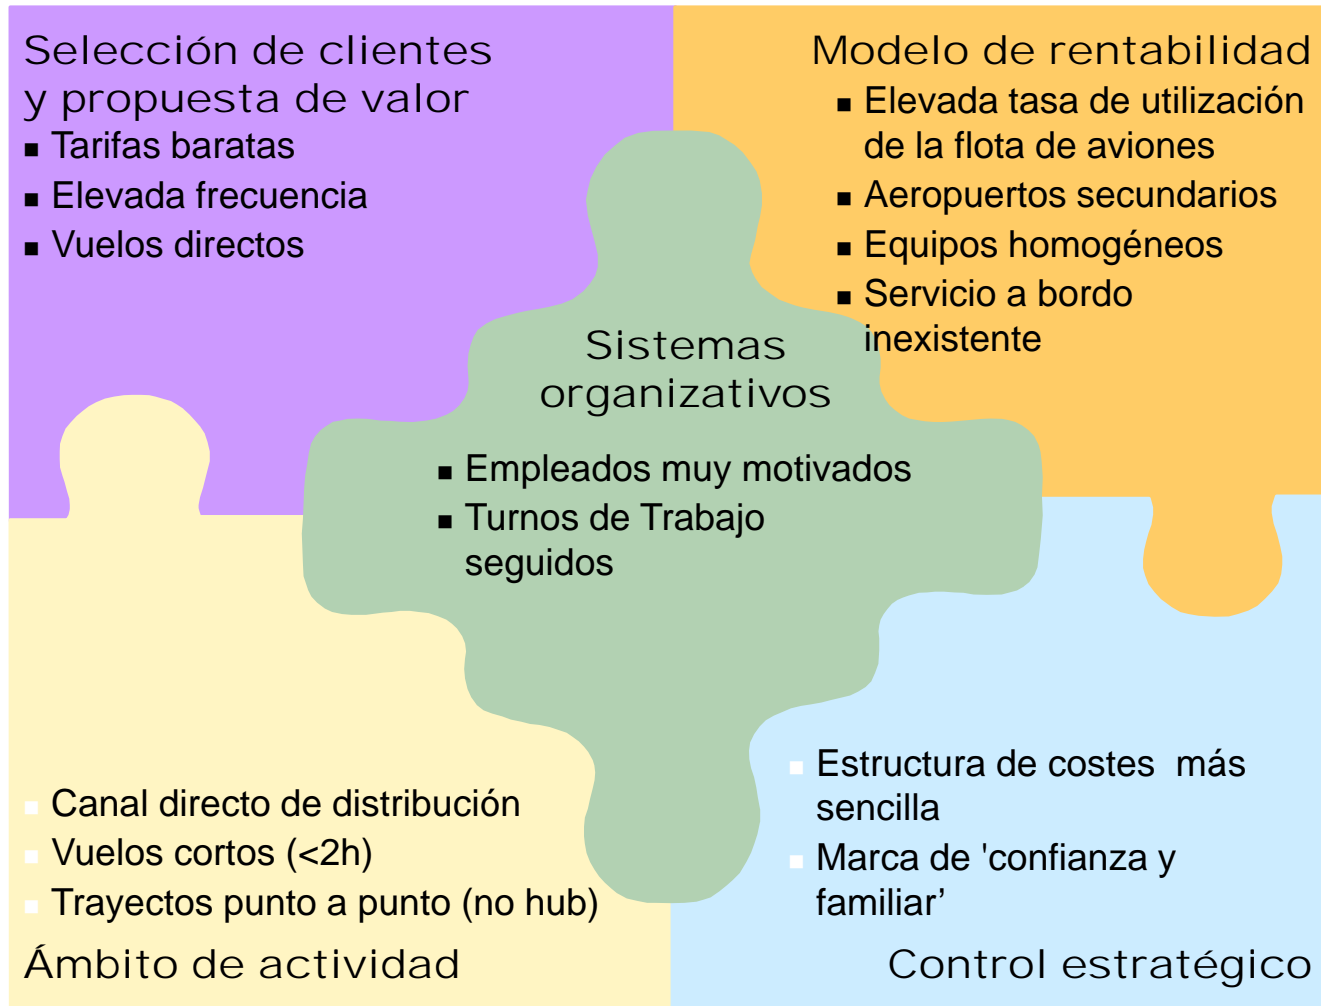 Selección de clientes
y propuesta de valor
▪ Tarifas baratas
▪ Elevada frecuencia
▪ Vuelos directos
Modelo de rentabilidad
▪ Elevada tasa de utilización
de la flota de aviones
▪ Aeropuertos secundarios
▪ Equipos homogéneos
▪ Servicio a bordo
inexistente
Sistemas
organizativos
▪ Empleados muy motivados
▪ Turnos de Trabajo
seguidos
▪ Canal directo de distribución
▪ Vuelos cortos (<2h)
▪ Trayectos punto a punto (no hub)
Ámbito de actividad
▪ Estructura de costes  más
sencilla
▪ Marca de 'confianza y
familiar’
Control estratégico